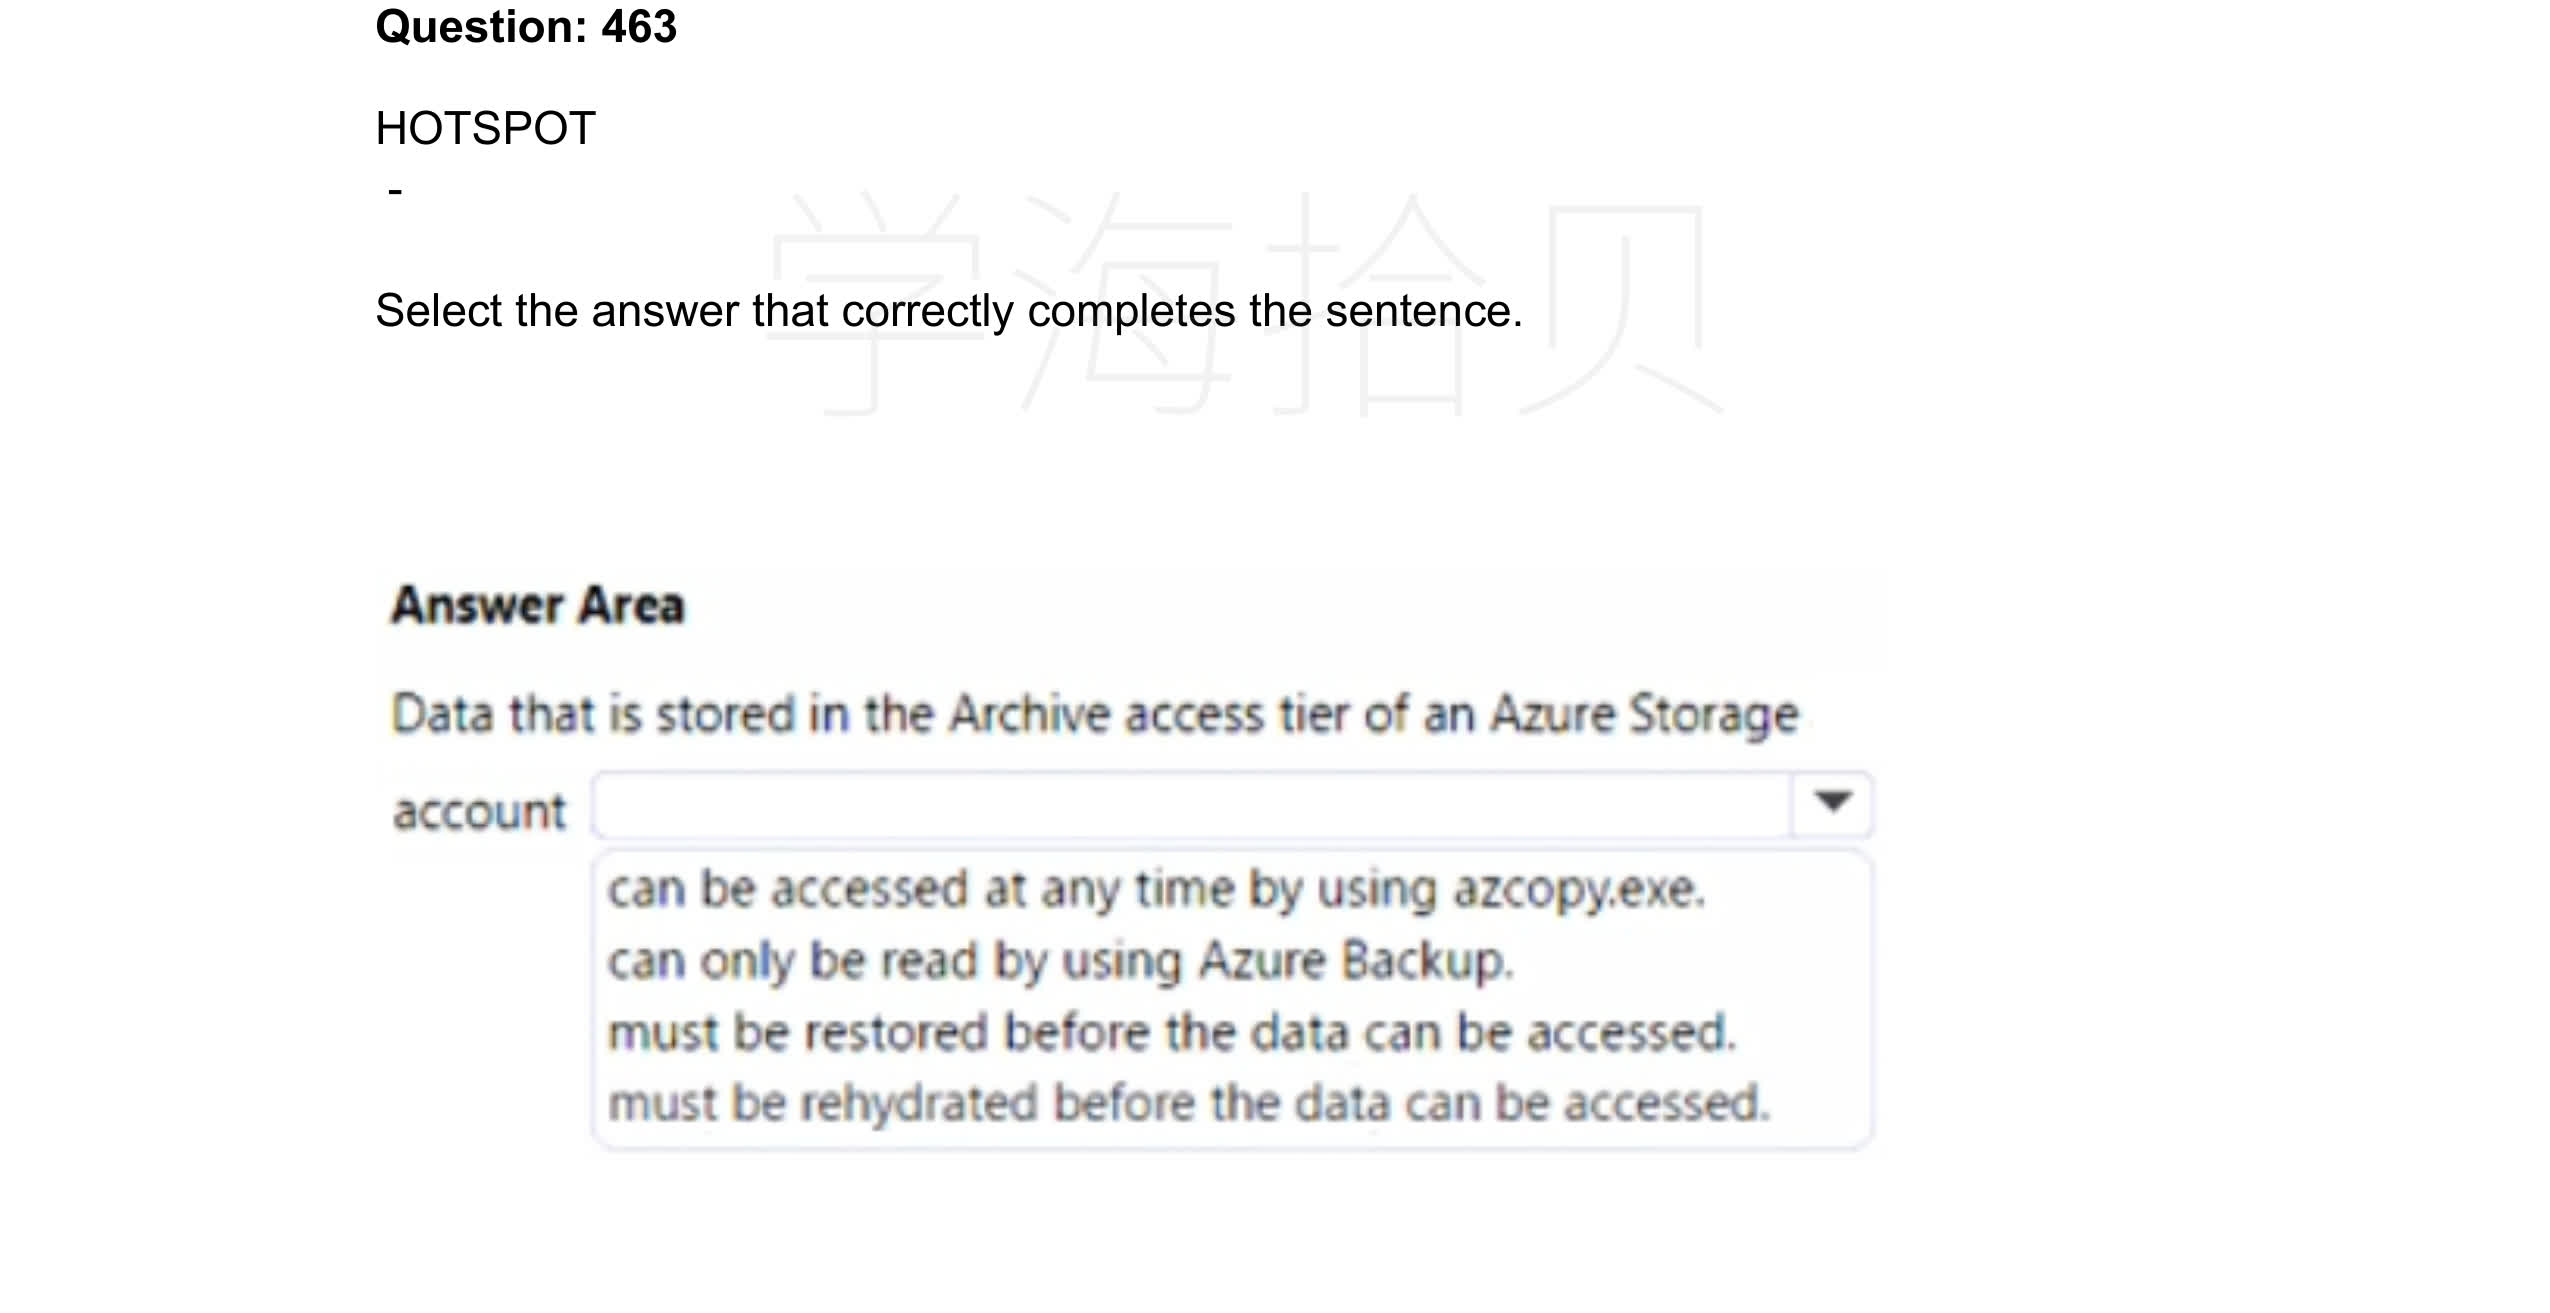 Question: 463
HOTSPOT
-
学海拾贝
Select the answer that correctly completes the sentence.
Answer Area
Data that is stored in the Archive access tier of an Azure Storage
account
can be accessed at any time by using azcopy.exe.
can only be read by using Azure Backup.
must be restored before the data can be accessed.
must be rehydrated before the data can be accessed.